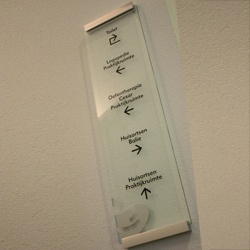 Toilet
Logopedie
Praktijkruimte
Oefentherapie
Cesar
Praktijkruimte
Huisartsen
Balie
Huisartsen
Praktijkruimte